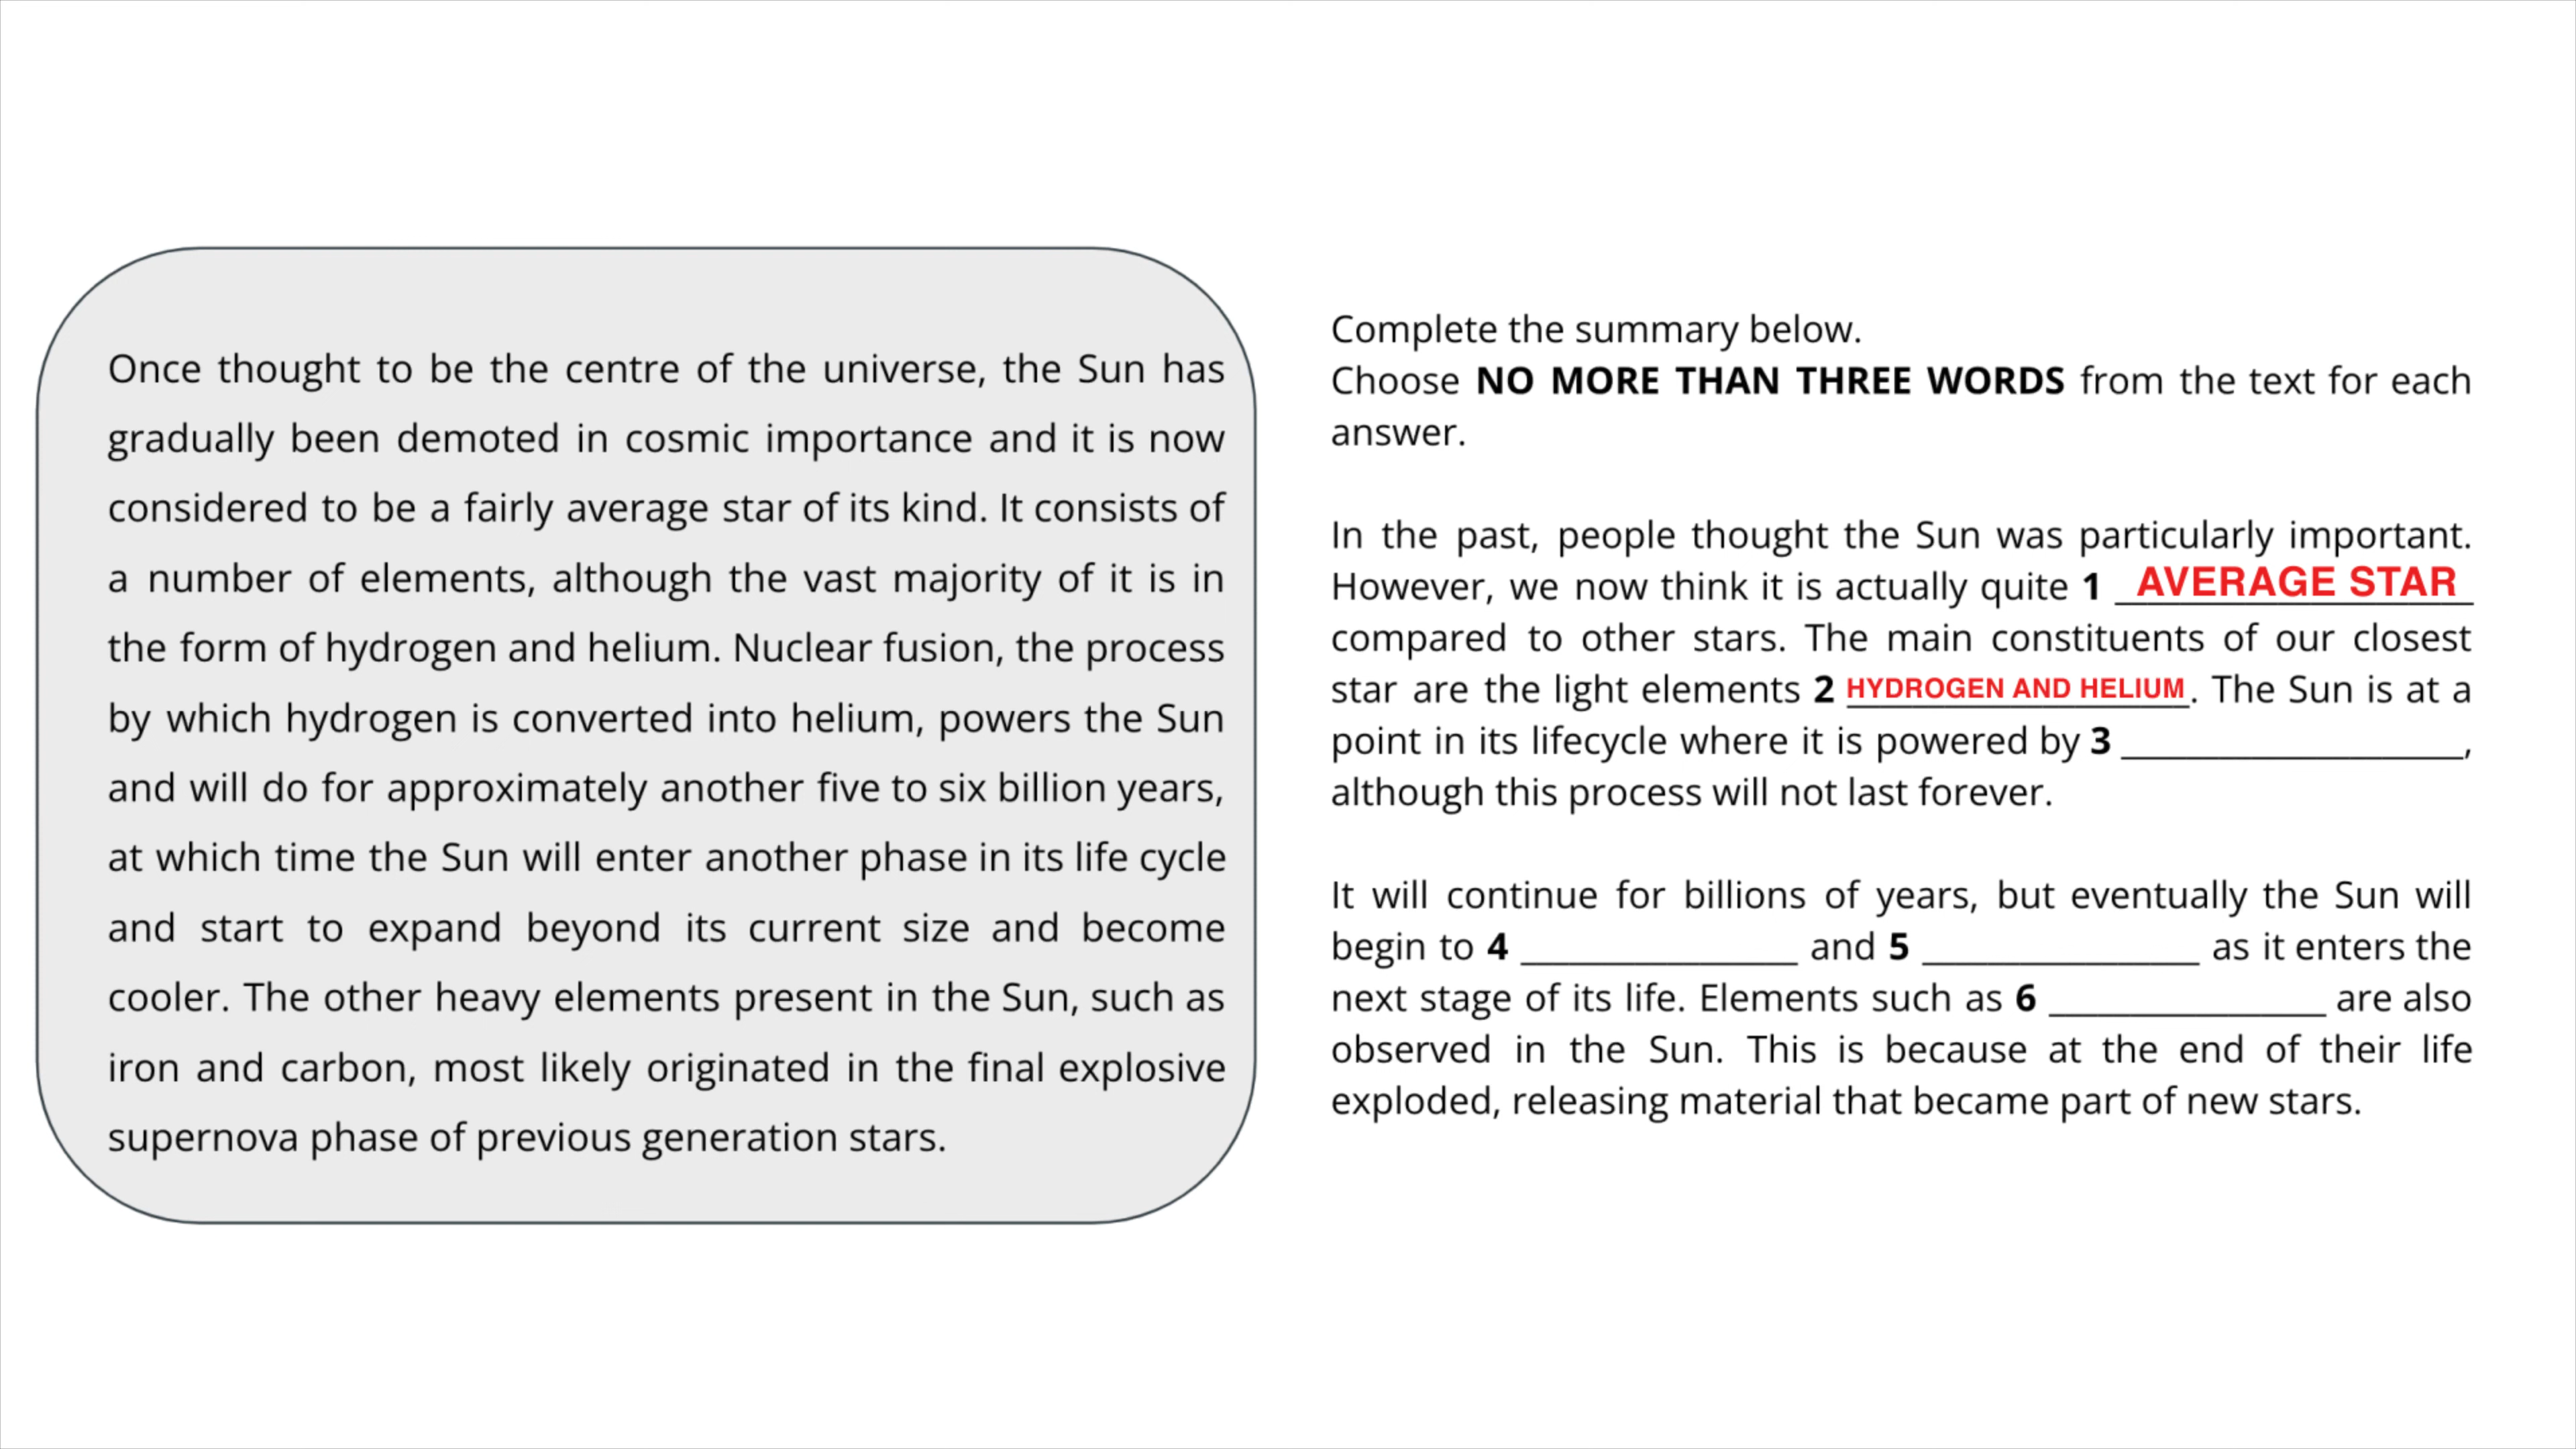 Once thought to be the centre of the universe, the Sun has
gradually been demoted in cosmic importance and it is now
considered to be a fairly average star of its kind. It consists of
a number of elements, although the vast majority of it is in
the form of hydrogen and helium. Nuclear fusion, the process
by which hydrogen is converted into helium, powers the Sun
and will do for approximately another five to six billion years,
at which time the Sun will enter another phase in its life cycle
and start to expand beyond its current size and become
cooler. The other heavy elements present in the Sun, such as
iron and carbon, most likely originated in the final explosive
supernova phase of previous generation stars.
Complete the summary below.
Choose NO MORE THAN THREE WORDS from the text for each
answer.
In the past, people thought the Sun was particularly important.
However, we now think it is actually quite 1 AVERAGE STAR
compared to other stars. The main constituents of our closest
star are the light elements 2 HYDROGEN AND HELIUM. The Sun is at a
point in its lifecycle where it is powered by 3 _________________,
although this process will not last forever.
It will continue for billions of years, but eventually the Sun will
begin to 4 ______________ and 5 ______________ as it enters the
next stage of its life. Elements such as 6 ______________ are also
observed in the Sun. This is because at the end of their life
exploded, releasing material that became part of new stars.